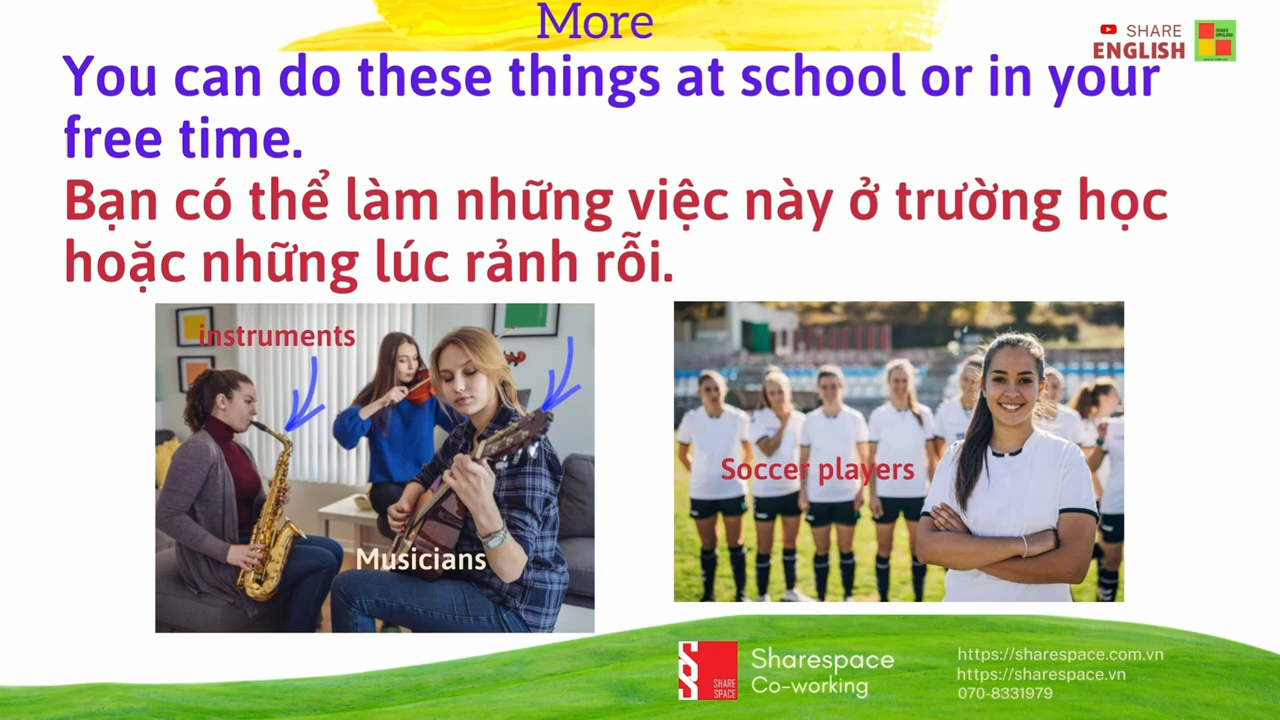 More
SHARE
ENGLISH
You can do these things at school or in your
free time.
Bạn có thể làm những việc này ở trường học
hoặc những lúc rảnh rỗi.
instruments
Musicians
Soccer players
SHARE
SPACE
Sharespace
Co-working
https://sharespace.com.vn
https://sharespace.vn
070-8331979